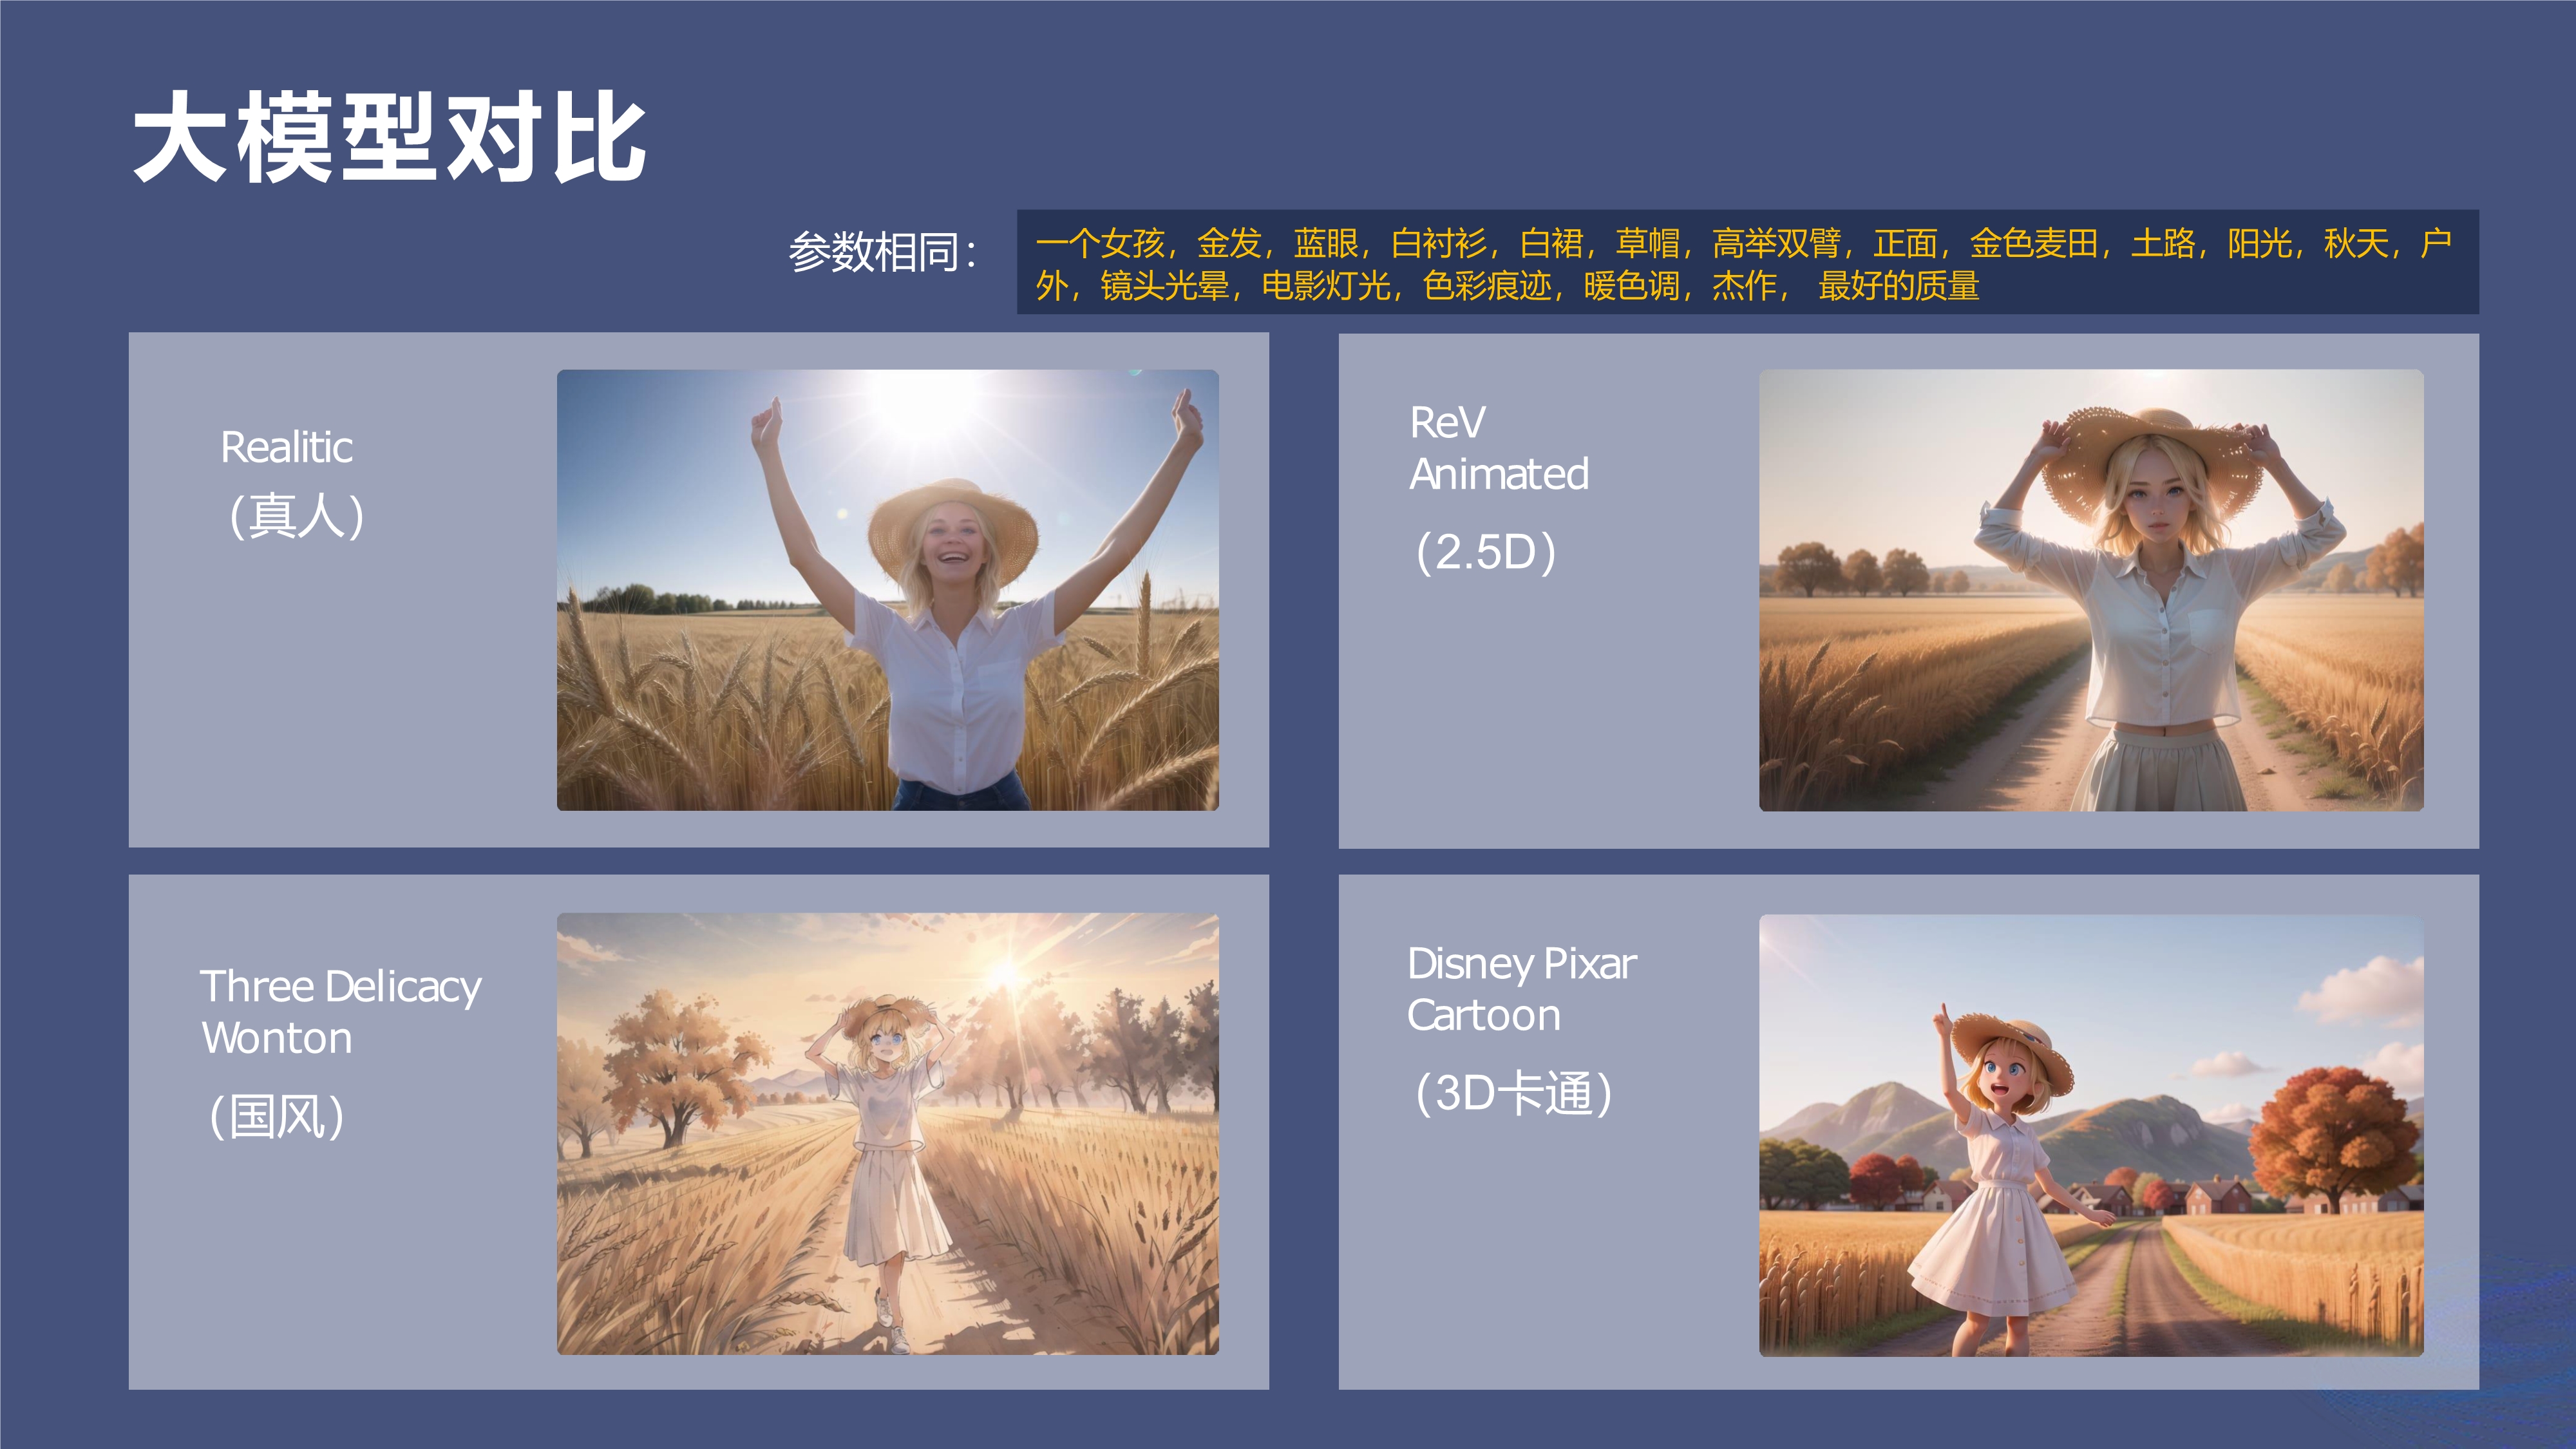 大模型对比
参数相同：
一个女孩，金发，蓝眼，白衬衫，白裙，草帽，高举双臂，正面，金色麦田，土路，阳光，秋天，户
外，镜头光晕，电影灯光，色彩痕迹，暖色调，杰作， 最好的质量
Realitic
（真人）
ReV
Animated
（2.5D）
Three Delicacy
Wonton
（国风）
Disney Pixar
Cartoon
（3D卡通）